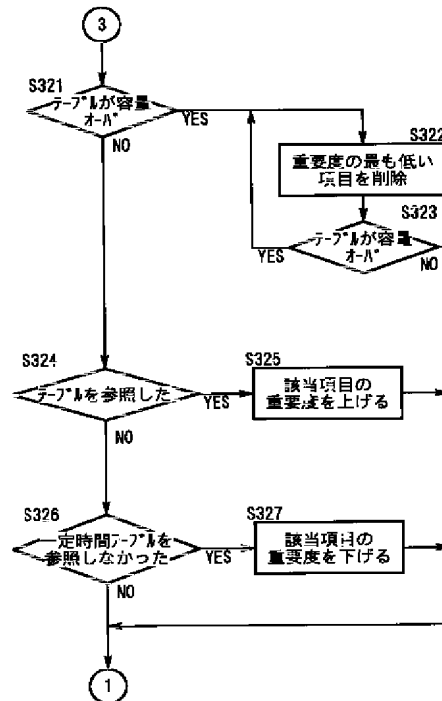 3
S321
テーブルが容量
オーバ
YES
NO
S322
重要度の最も低い
項目を削除
S323
テーブルが容量
オーバ
YES
NO
S324
テーブルを参照した
YES
NO
S325
該当項目の
重要度を上げる
S326
定時間テーブルを
参照しなかった
YES
NO
S327
該当項目の
重要度を下げる
1